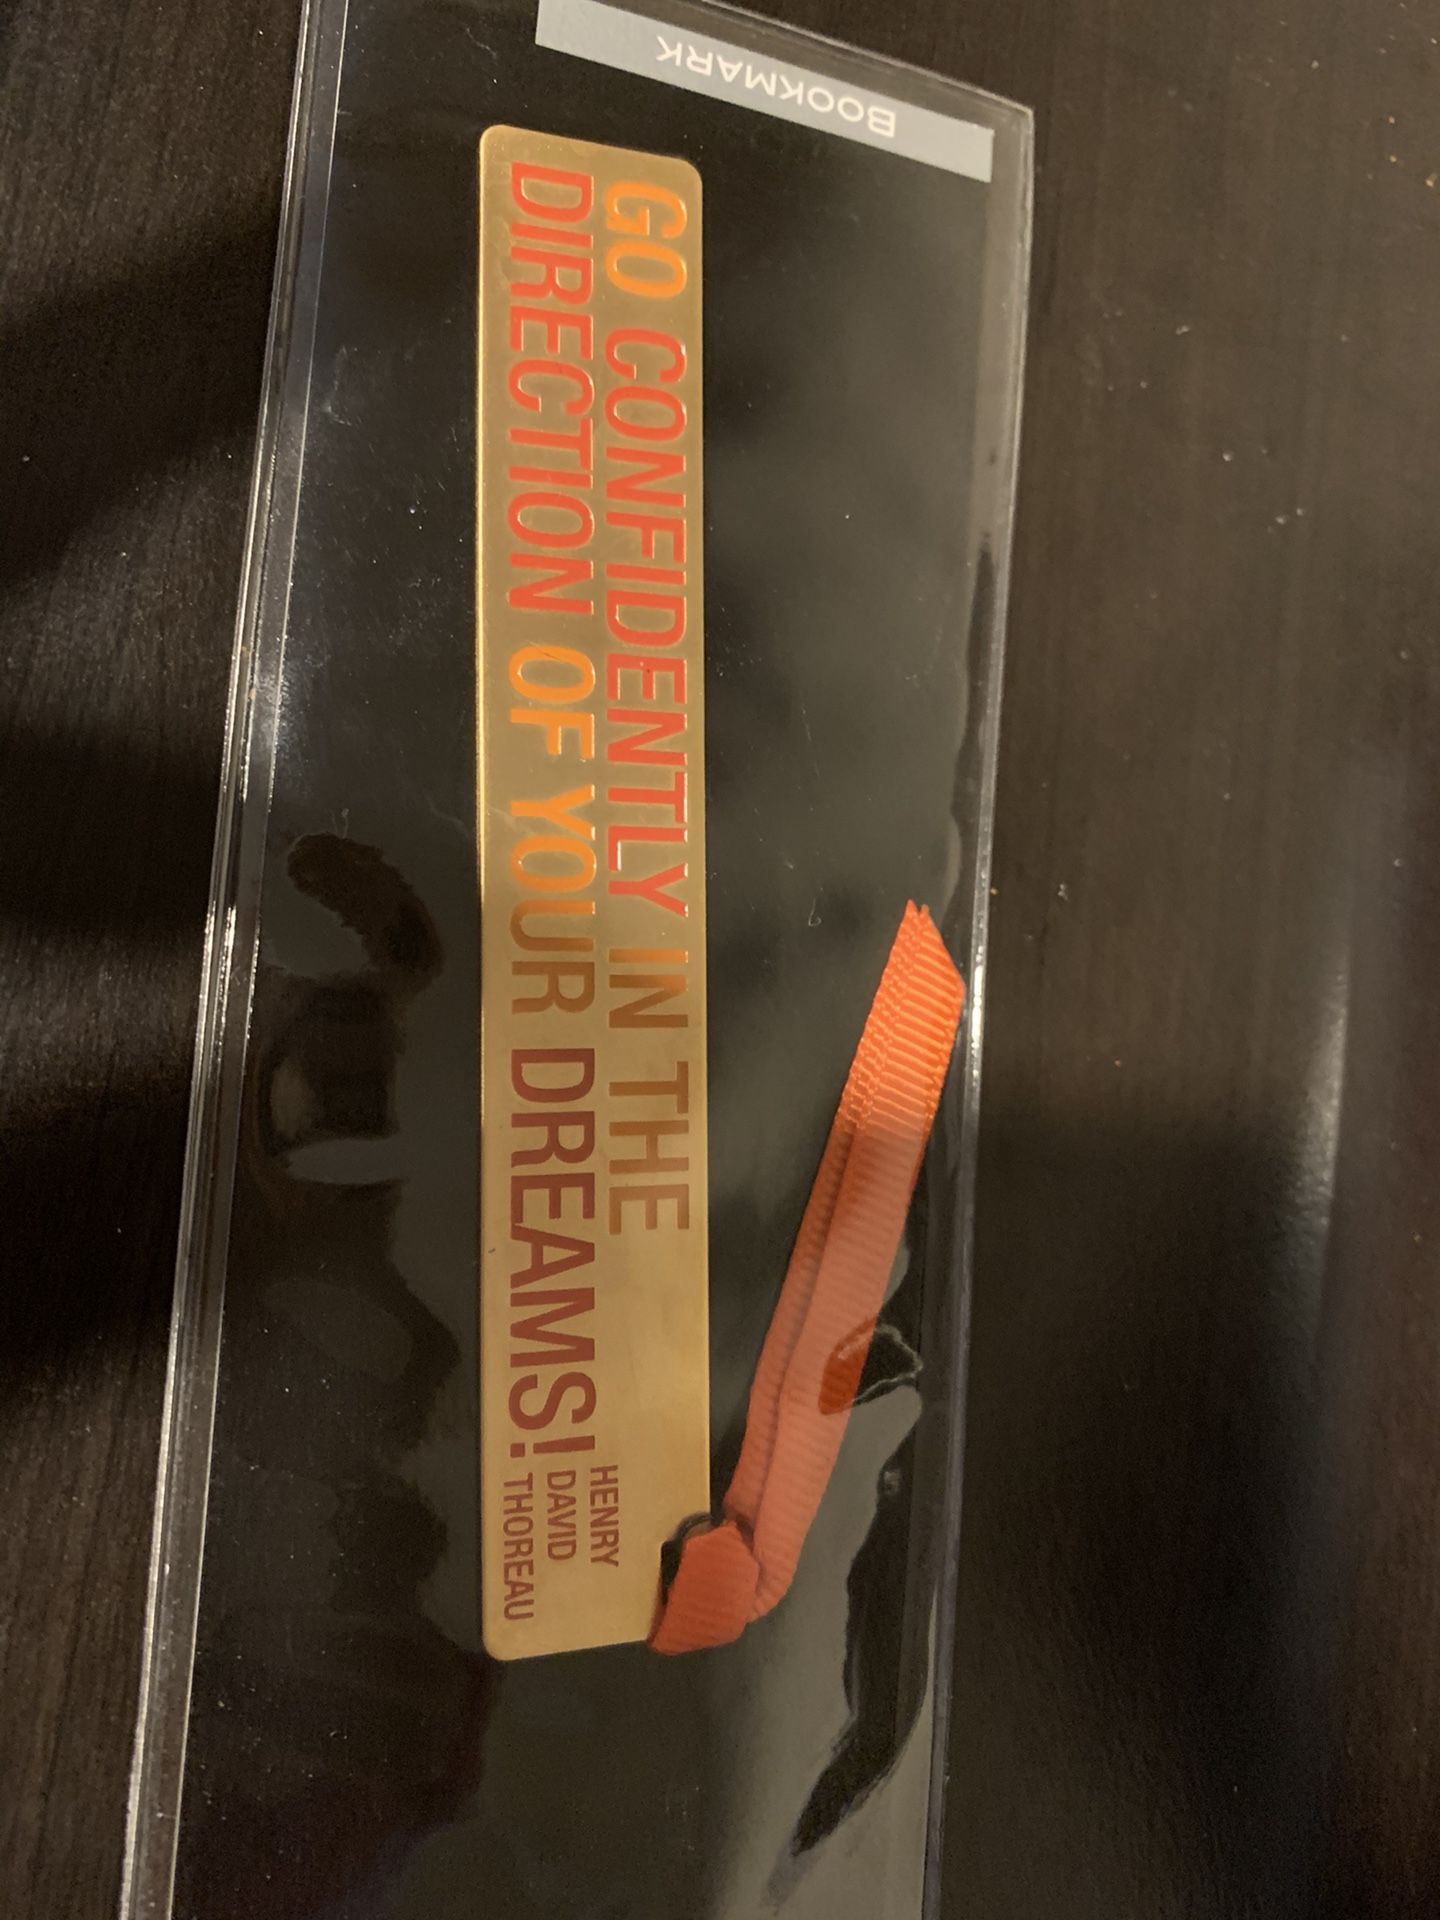 BOOKMARK
GO CONFIDENTLY IN THE
DIRECTION OF YOUR DREAMS!
HENRY
DAVID
THOREAU